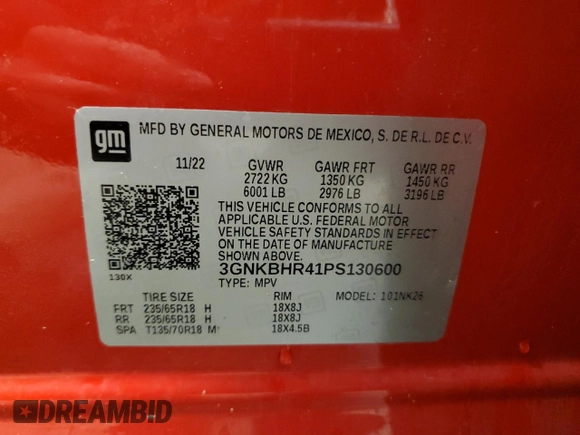 gm
MFD BY GENERAL MOTORS DE MEXICO, S. DE R.L. DE C.V.
11/22 GVWR GAWR FRT GAWR RR
2722 KG 1350 KG 1450 KG
6001 LB 2976 LB 3196 LB
THIS VEHICLE CONFORMS TO ALL
APPLICABLE U.S. FEDERAL MOTOR
VEHICLE SAFETY STANDARDS IN EFFECT
ON THE DATE OF MANUFACTURE
SHOWN ABOVE.
130X
3GNKBHR41PS130600
TYPE: MPV MODEL: 101NK26
TIRE SIZE RIM
FRT 235/65R18 H 18X8J
RR 235/65R18 H 18X8J
SPA T135/70R18 M 18X4.5B
DREAMBID